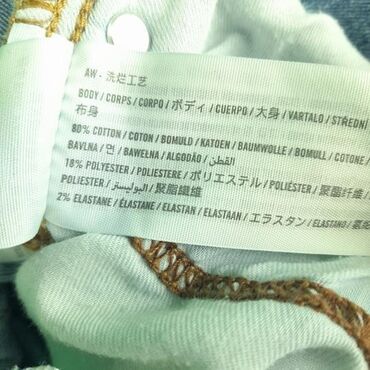 AW - 洗烂工艺
BODY / CORPS / CORPO / ボディ / CUERPO / 大身 / VARTALO / STŘEDNÍ
布身
80% COTTON / COTON / BOMULD / KATOEN / BAUMWOLLE / BOMULL / COTONE
BAVLNA / 면 / BAWEŁNA / ALGODÃO / القطن
18% POLYESTER / POLIESTERE / ポリエステル / POLIÉSTER / 聚酯
POLIESTER / البوليستر / 聚脂纤维
2% ELASTANE / ÉLASTANE / ELASTAN / ELASTAAN / エラスタン / ELASTANO